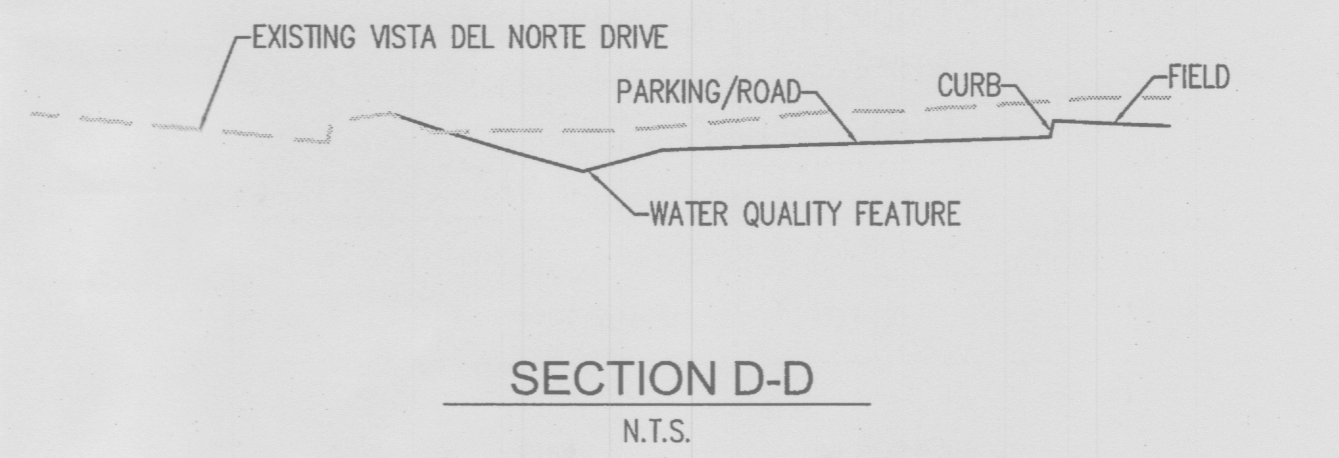 EXISTING VISTA DEL NORTE DRIVE
PARKING/ROAD
CURB
FIELD
WATER QUALITY FEATURE
SECTION D-D
N.T.S.